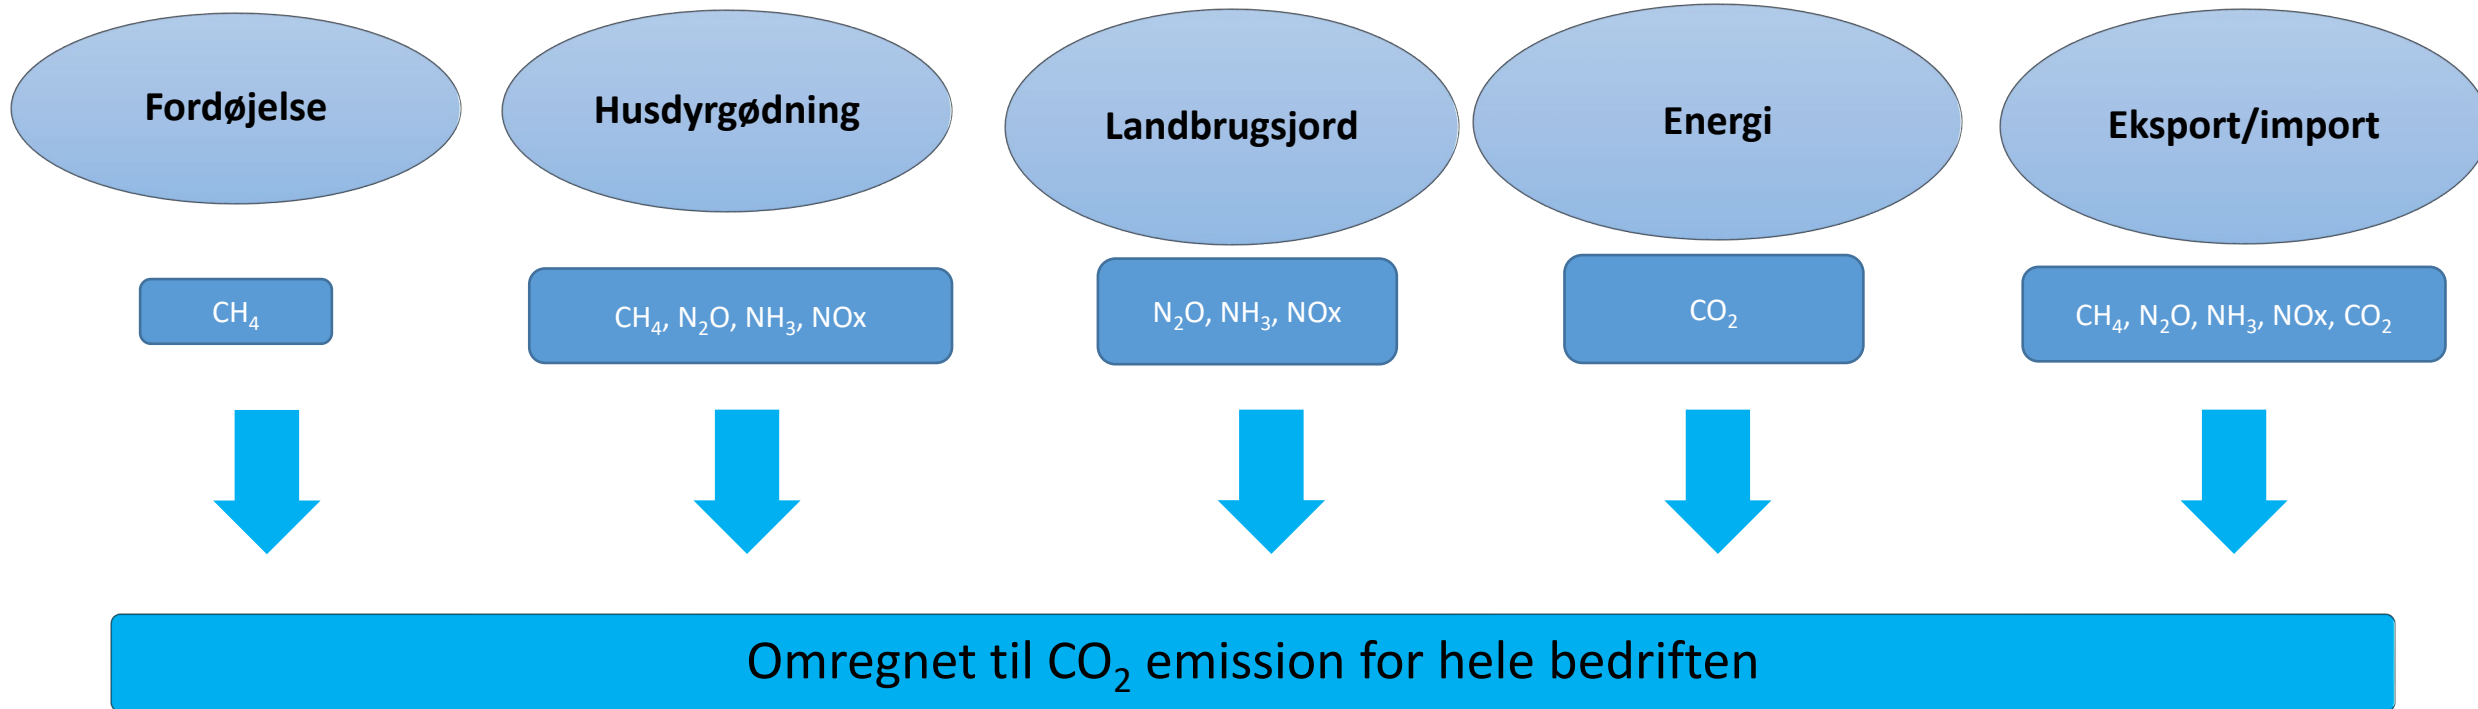 Fordøjelse
Husdyrgødning
Landbrugsjord
Energi
Eksport/import
CH₄
CH₄, N₂O, NH₃, NOx
N₂O, NH₃, NOx
CO₂
CH₄, N₂O, NH₃, NOx, CO₂
Omregnet til CO₂ emission for hele bedriften